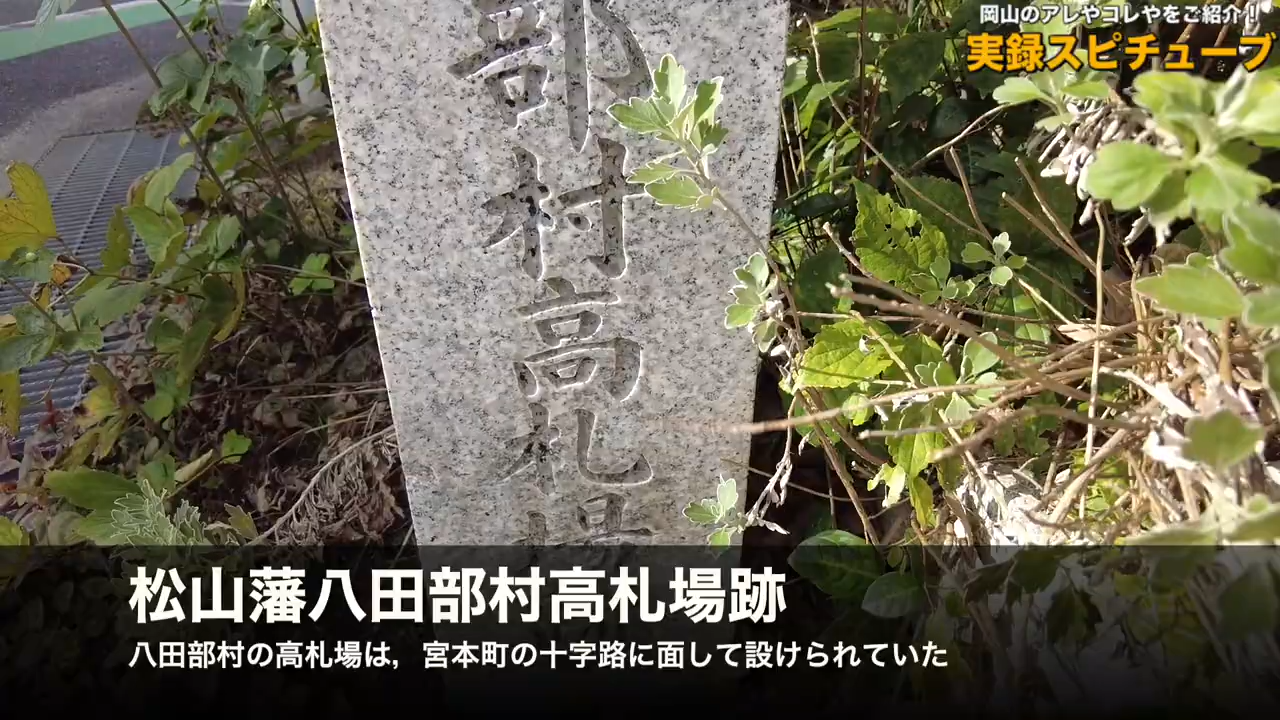 岡山のアレやコレやをご紹介！
実録スピチューブ
部村高札場
松山藩八田部村高札場跡
八田部村の高札場は，宮本町の十字路に面して設けられていた